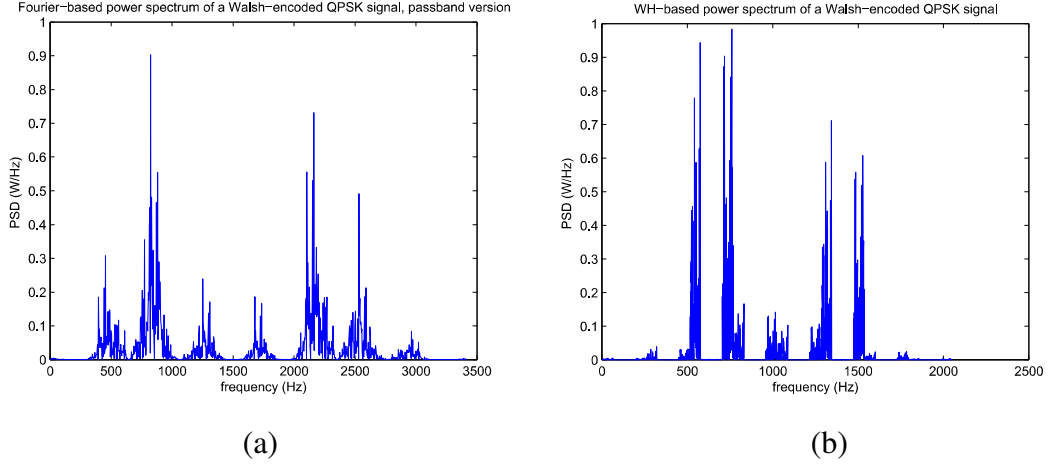 Fourier−based power spectrum of a Walsh−encoded QPSK signal, passband version
1
0.9
0.8
0.7
0.6
0.5
0.4
0.3
0.2
0.1
0
PSD (W/Hz)
0 500 1000 1500 2000 2500 3000 3500
frequency (Hz)
(a)
WH−based power spectrum of a Walsh−encoded QPSK signal
1
0.9
0.8
0.7
0.6
0.5
0.4
0.3
0.2
0.1
0
PSD (W/Hz)
0 500 1000 1500 2000 2500
frequency (Hz)
(b)